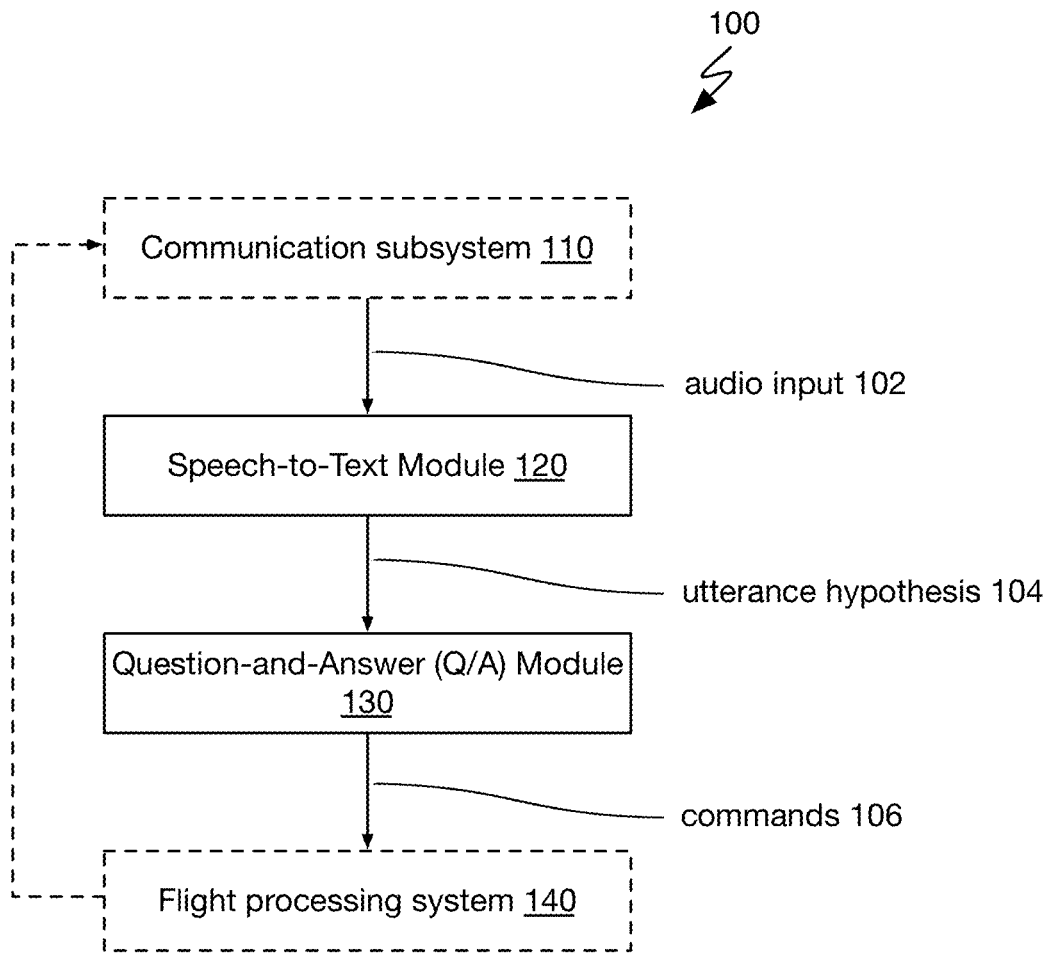 100
Communication subsystem 110
audio input 102
Speech-to-Text Module 120
utterance hypothesis 104
Question-and-Answer (Q/A) Module
130
commands 106
Flight processing system 140